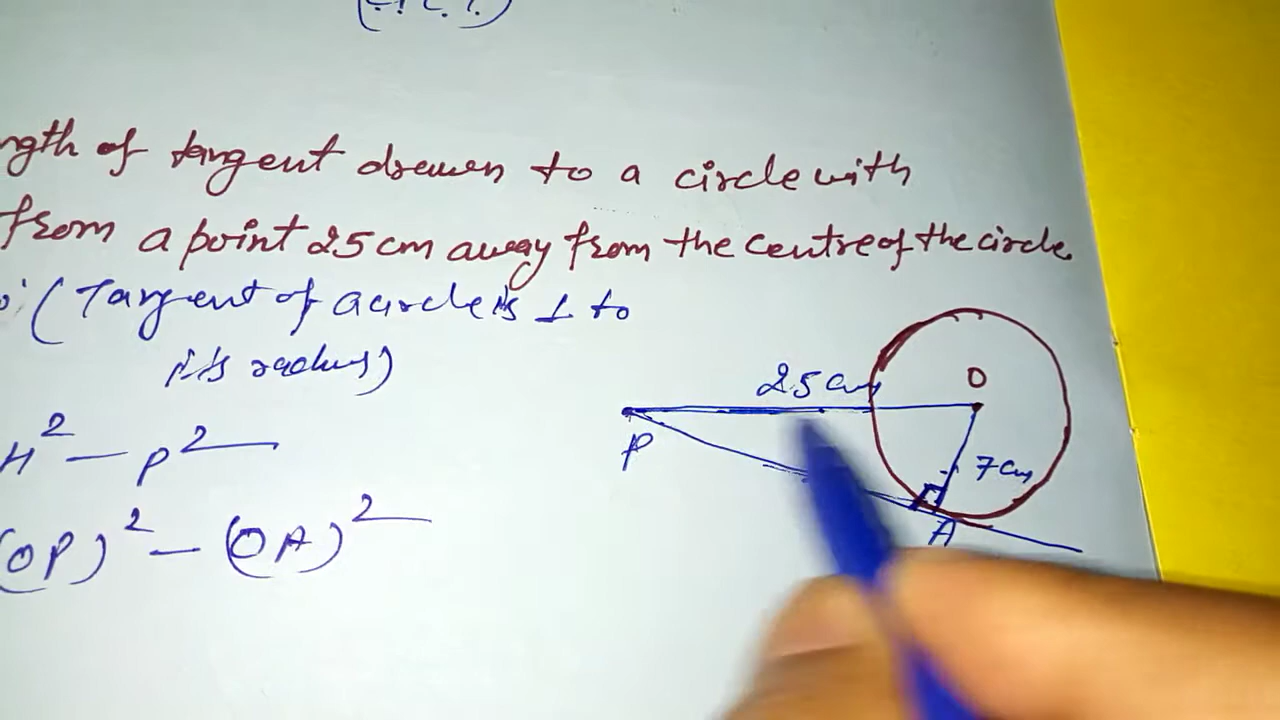 ngth of tangent drawn to a circle with
from a point 25 cm away from the centre of the circle
(Tangent of a circle is ⊥ to
its radius)
H² - P²
(OP)² - (OA)²
25 cm
O
P
7 cm
A